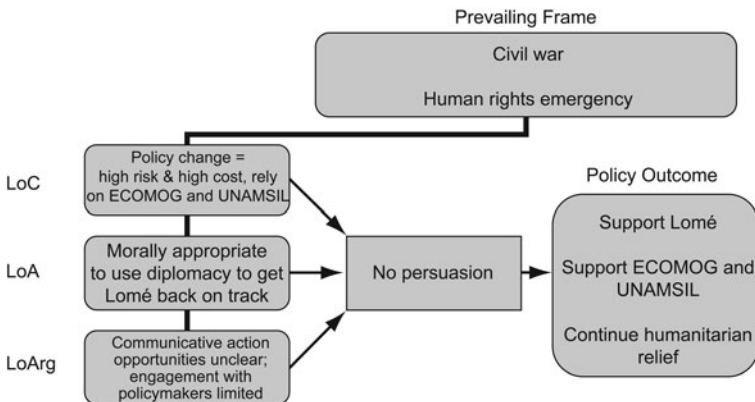 Prevailing Frame
Civil war
Human rights emergency
LoC
Policy change =
high risk & high cost, rely
on ECOMOG and UNAMSIL
LoA
Morally appropriate
to use diplomacy to get
Lomé back on track
LoArg
Communicative action
opportunities unclear;
engagement with
policymakers limited
No persuasion
Policy Outcome
Support Lomé
Support ECOMOG and
UNAMSIL
Continue humanitarian
relief